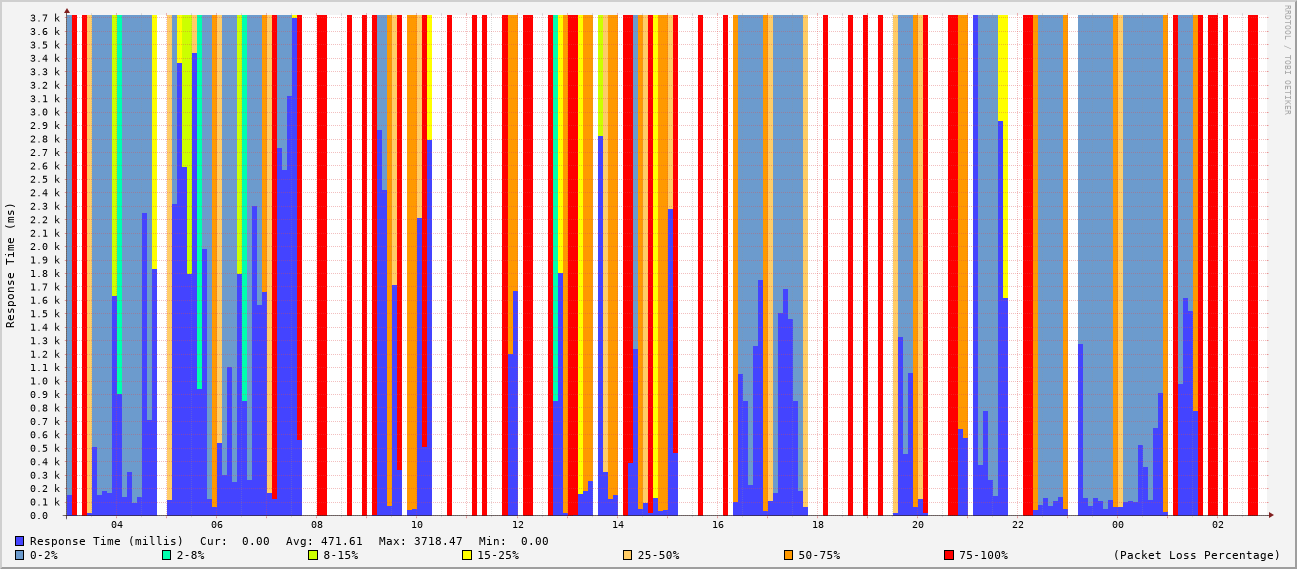 RRDTOOL / TOBI OETIKER
Response Time (ms)
3.7 k
3.6 k
3.5 k
3.4 k
3.3 k
3.2 k
3.1 k
3.0 k
2.9 k
2.8 k
2.7 k
2.6 k
2.5 k
2.4 k
2.3 k
2.2 k
2.1 k
2.0 k
1.9 k
1.8 k
1.7 k
1.6 k
1.5 k
1.4 k
1.3 k
1.2 k
1.1 k
1.0 k
0.9 k
0.8 k
0.7 k
0.6 k
0.5 k
0.4 k
0.3 k
0.2 k
0.1 k
0.0
04 06 08 10 12 14 16 18 20 22 00 02
Response Time (millis) Cur: 0.00 Avg: 471.61 Max: 3718.47 Min: 0.00
0-2% 2-8% 8-15% 15-25% 25-50% 50-75% 75-100% (Packet Loss Percentage)